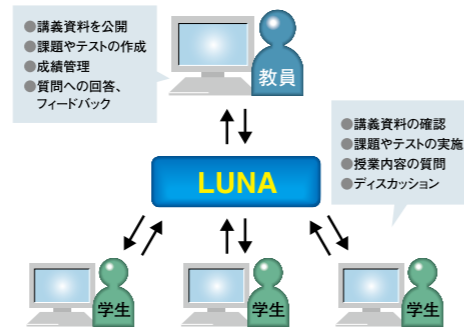 ●講義資料を公開
●課題やテストの作成
●成績管理
●質問への回答、
フィードバック
教員
●講義資料の確認
●課題やテストの実施
●授業内容の質問
●ディスカッション
LUNA
学生
学生
学生